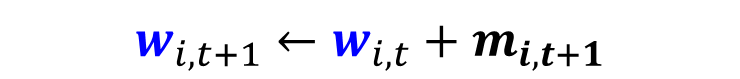 w_{i,t+1} ← w_{i,t} + m_{i,t+1}